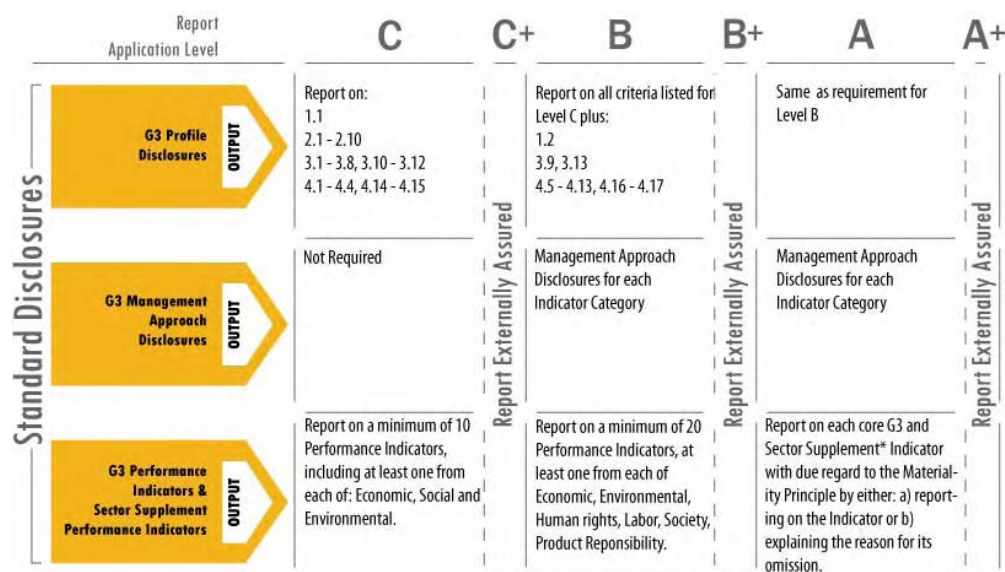 Report
Application Level
C
C+
B
B+
A
A+
Standard Disclosures
G3 Profile
Disclosures
OUTPUT
Report on:
1.1
2.1 - 2.10
3.1 - 3.8, 3.10 - 3.12
4.1 - 4.4, 4.14 - 4.15
Report on all criteria listed for
Level C plus:
1.2
3.9, 3.13
4.5 - 4.13, 4.16 - 4.17
Same as requirement for
Level B
G3 Management
Approach
Disclosures
OUTPUT
Not Required
Management Approach
Disclosures for each
Indicator Category
Management Approach
Disclosures for each
Indicator Category
G3 Performance
Indicators &
Sector Supplement
Performance Indicators
OUTPUT
Report on a minimum of 10
Performance Indicators,
including at least one from
each of: Economic, Social and
Environmental.
Report on a minimum of 20
Performance Indicators, at
least one from each of
Economic, Environmental,
Human rights, Labor, Society,
Product Reponsibility.
Report on each core G3 and
Sector Supplement* Indicator
with due regard to the Material-
ity Principle by either: a) report-
ing on the Indicator or b)
explaining the reason for its
omission.
Report Externally Assured
Report Externally Assured
Report Externally Assured